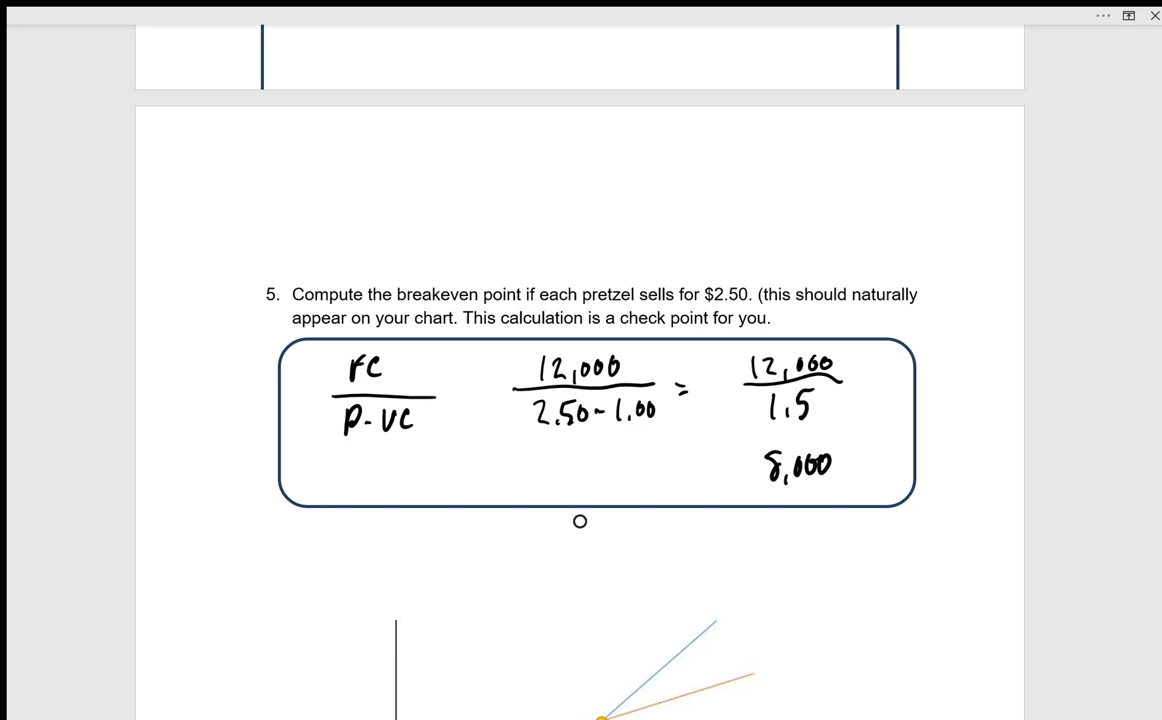 5. Compute the breakeven point if each pretzel sells for $2.50. (this should naturally
appear on your chart. This calculation is a check point for you.
FC
P-VC
12,000
2.50-1.00
=
12,000
1.5
8,000